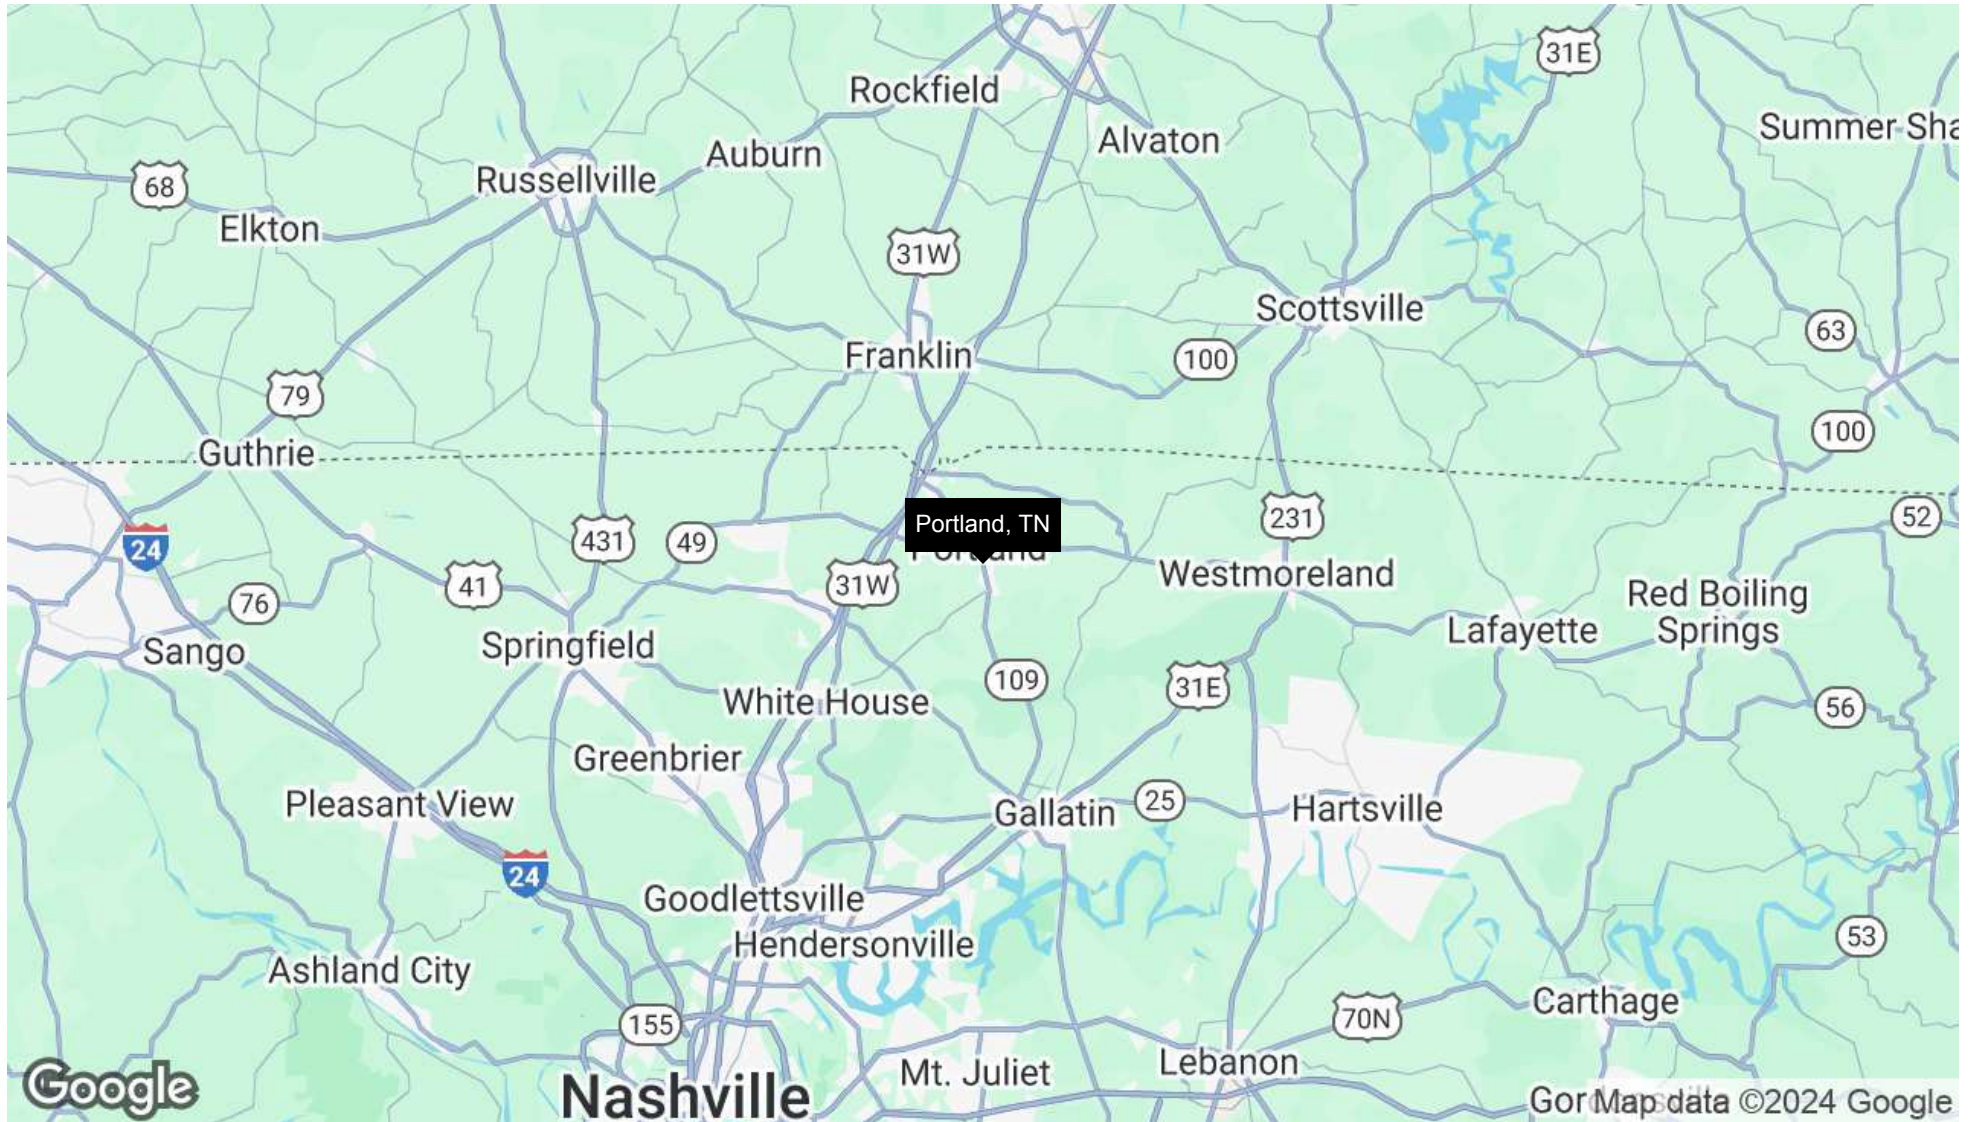 31E
Rockfield
Summer Sha
Alvaton
Auburn
Russellville
68
Elkton
31W
Scottsville
63
Franklin
100
79
100
Guthrie
52
231
Portland, TN
24
431
49
Portland
Westmoreland
41
31W
76
Red Boiling
Springs
Lafayette
Springfield
Sango
109
31E
White House
56
Greenbrier
Pleasant View
25
Gallatin
Hartsville
24
Goodlettsville
Hendersonville
53
Ashland City
Carthage
155
70N
Lebanon
Mt. Juliet
Google
Nashville
Gor
Map data ©2024 Google